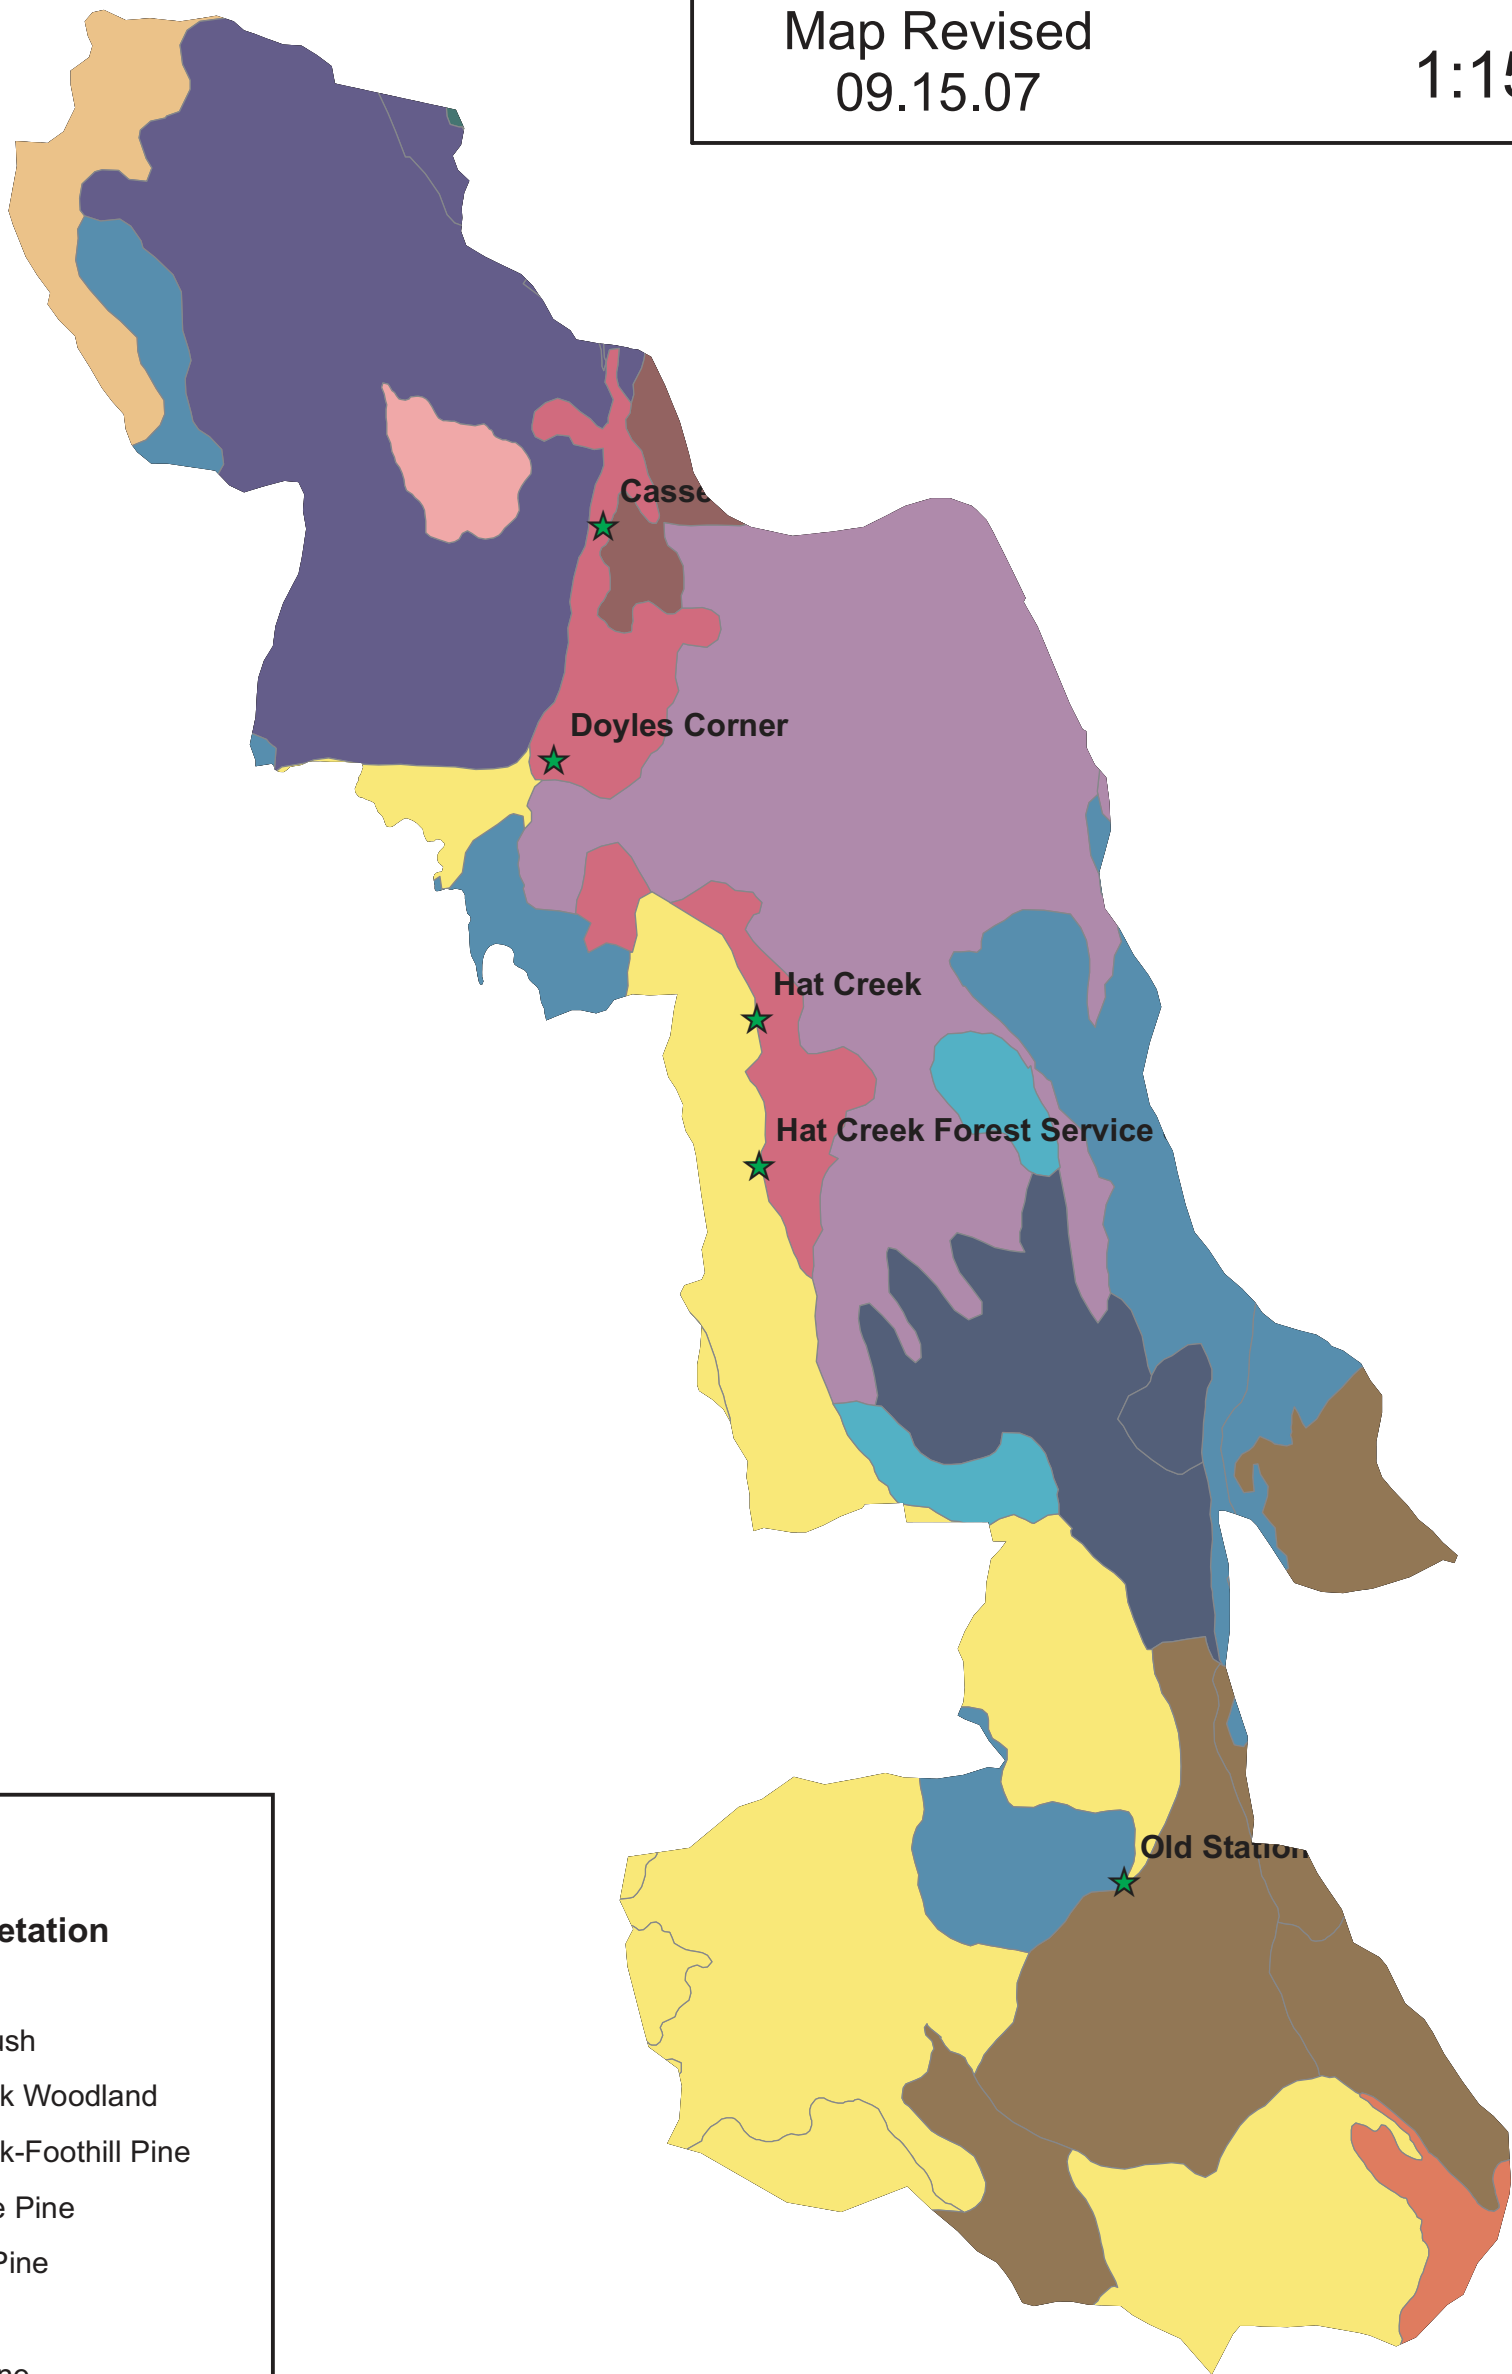 Map Revised
09.15.07
1:15
Casse
Doyles Corner
Hat Creek
Hat Creek Forest Service
Old Station
etation
ush
k Woodland
k-Foothill Pine
e Pine
Pine